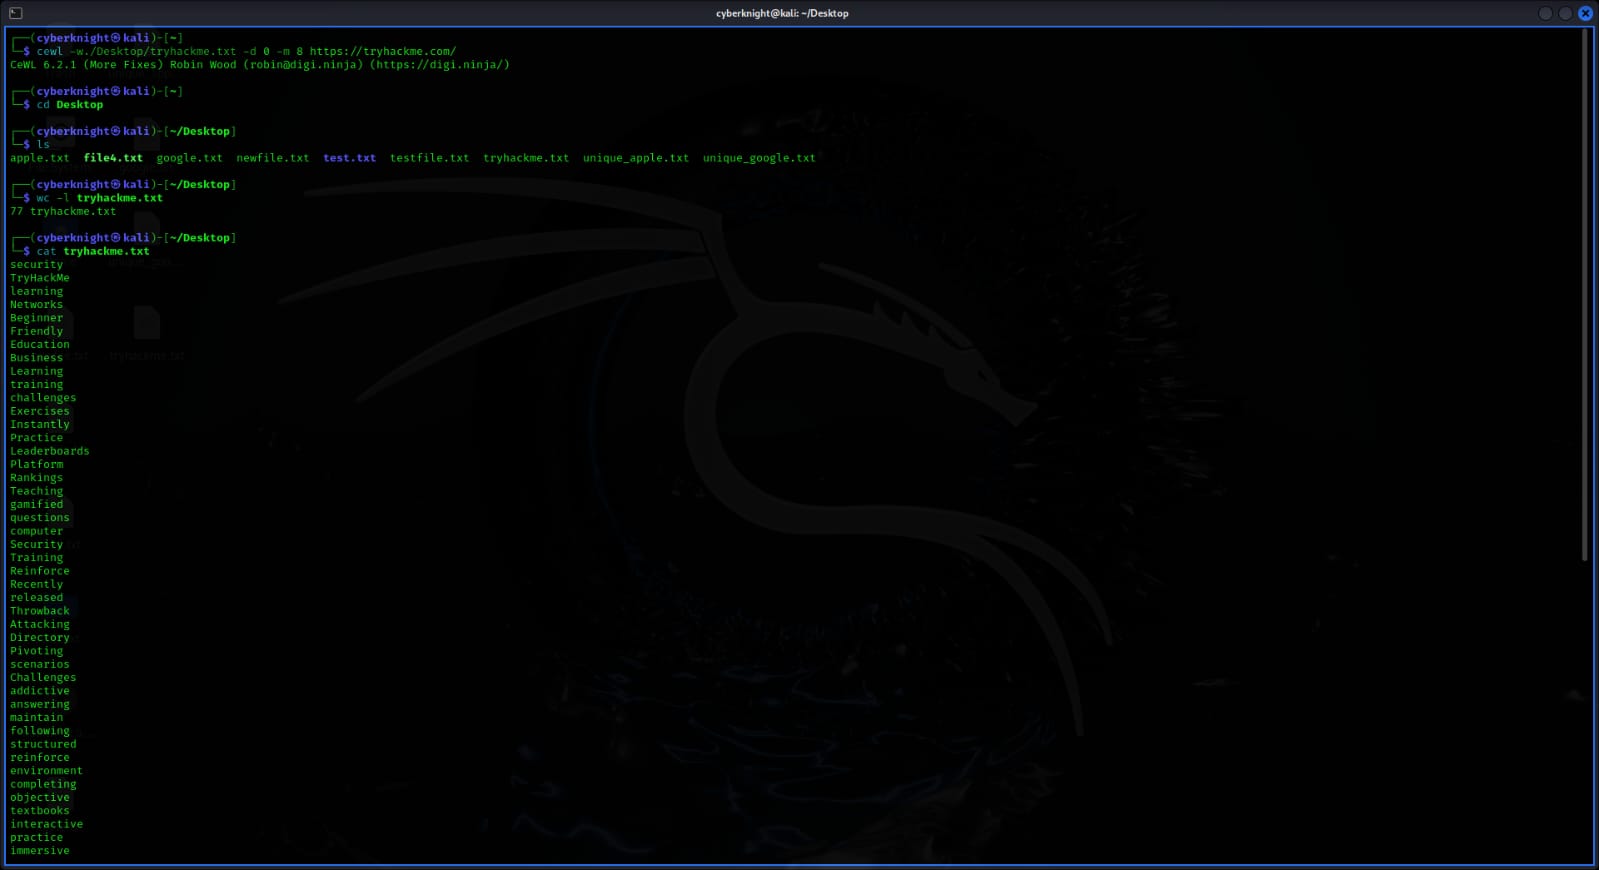 cyberknight@kali: ~/Desktop
┌──(cyberknight㉿kali)-[~]
└─$ cewl -w./Desktop/tryhackme.txt -d 0 -m 8 https://tryhackme.com/
CeWL 6.2.1 (More Fixes) Robin Wood (robin@digi.ninja) (https://digi.ninja/)
┌──(cyberknight㉿kali)-[~]
└─$ cd Desktop
┌──(cyberknight㉿kali)-[~/Desktop]
└─$ ls
apple.txt file4.txt google.txt newfile.txt test.txt testfile.txt tryhackme.txt unique_apple.txt unique_google.txt
┌──(cyberknight㉿kali)-[~/Desktop]
└─$ wc -l tryhackme.txt
77 tryhackme.txt
┌──(cyberknight㉿kali)-[~/Desktop]
└─$ cat tryhackme.txt
security
TryHackMe
learning
Networks
Beginner
Friendly
Education
Business
Learning
training
challenges
Exercises
Instantly
Practice
Leaderboards
Platform
Rankings
Teaching
gamified
questions
computer
Security
Training
Reinforce
Recently
released
Throwback
Attacking
Directory
Pivoting
scenarios
Challenges
addictive
answering
maintain
following
structured
reinforce
environment
completing
objective
textbooks
interactive
practice
immersive